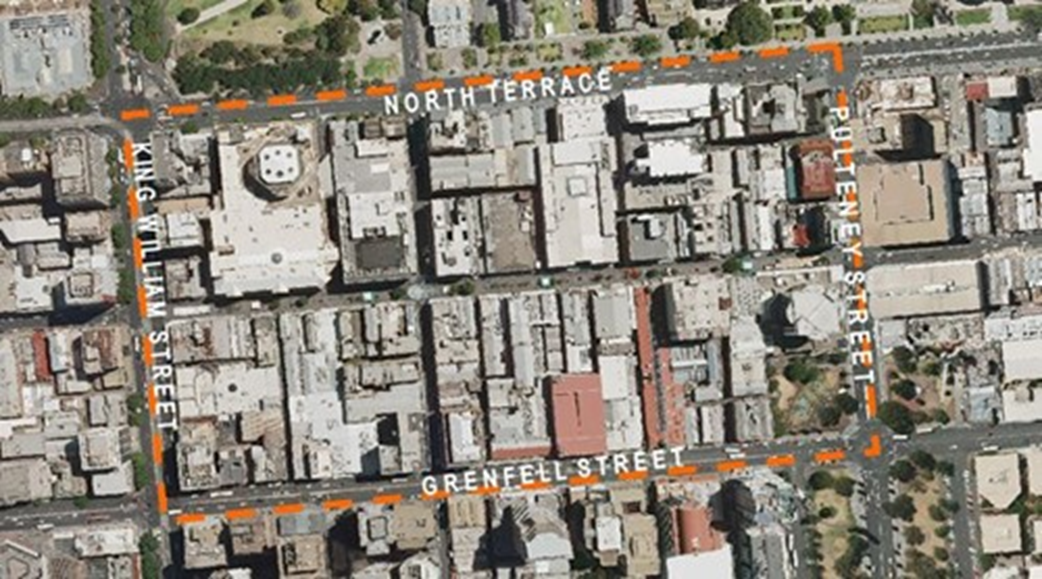 NORTH TERRACE
KING WILLIAM STREET
PULTENEY STREET
GRENFELL STREET